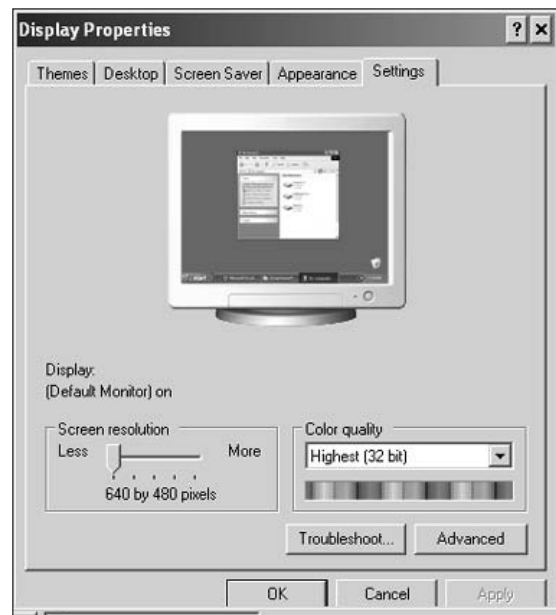 Display Properties
? ×
Themes Desktop Screen Saver Appearance Settings
Display:
(Default Monitor) on
Screen resolution
Less More
640 by 480 pixels
Color quality
Highest (32 bit)
Troubleshoot... Advanced
OK Cancel Apply